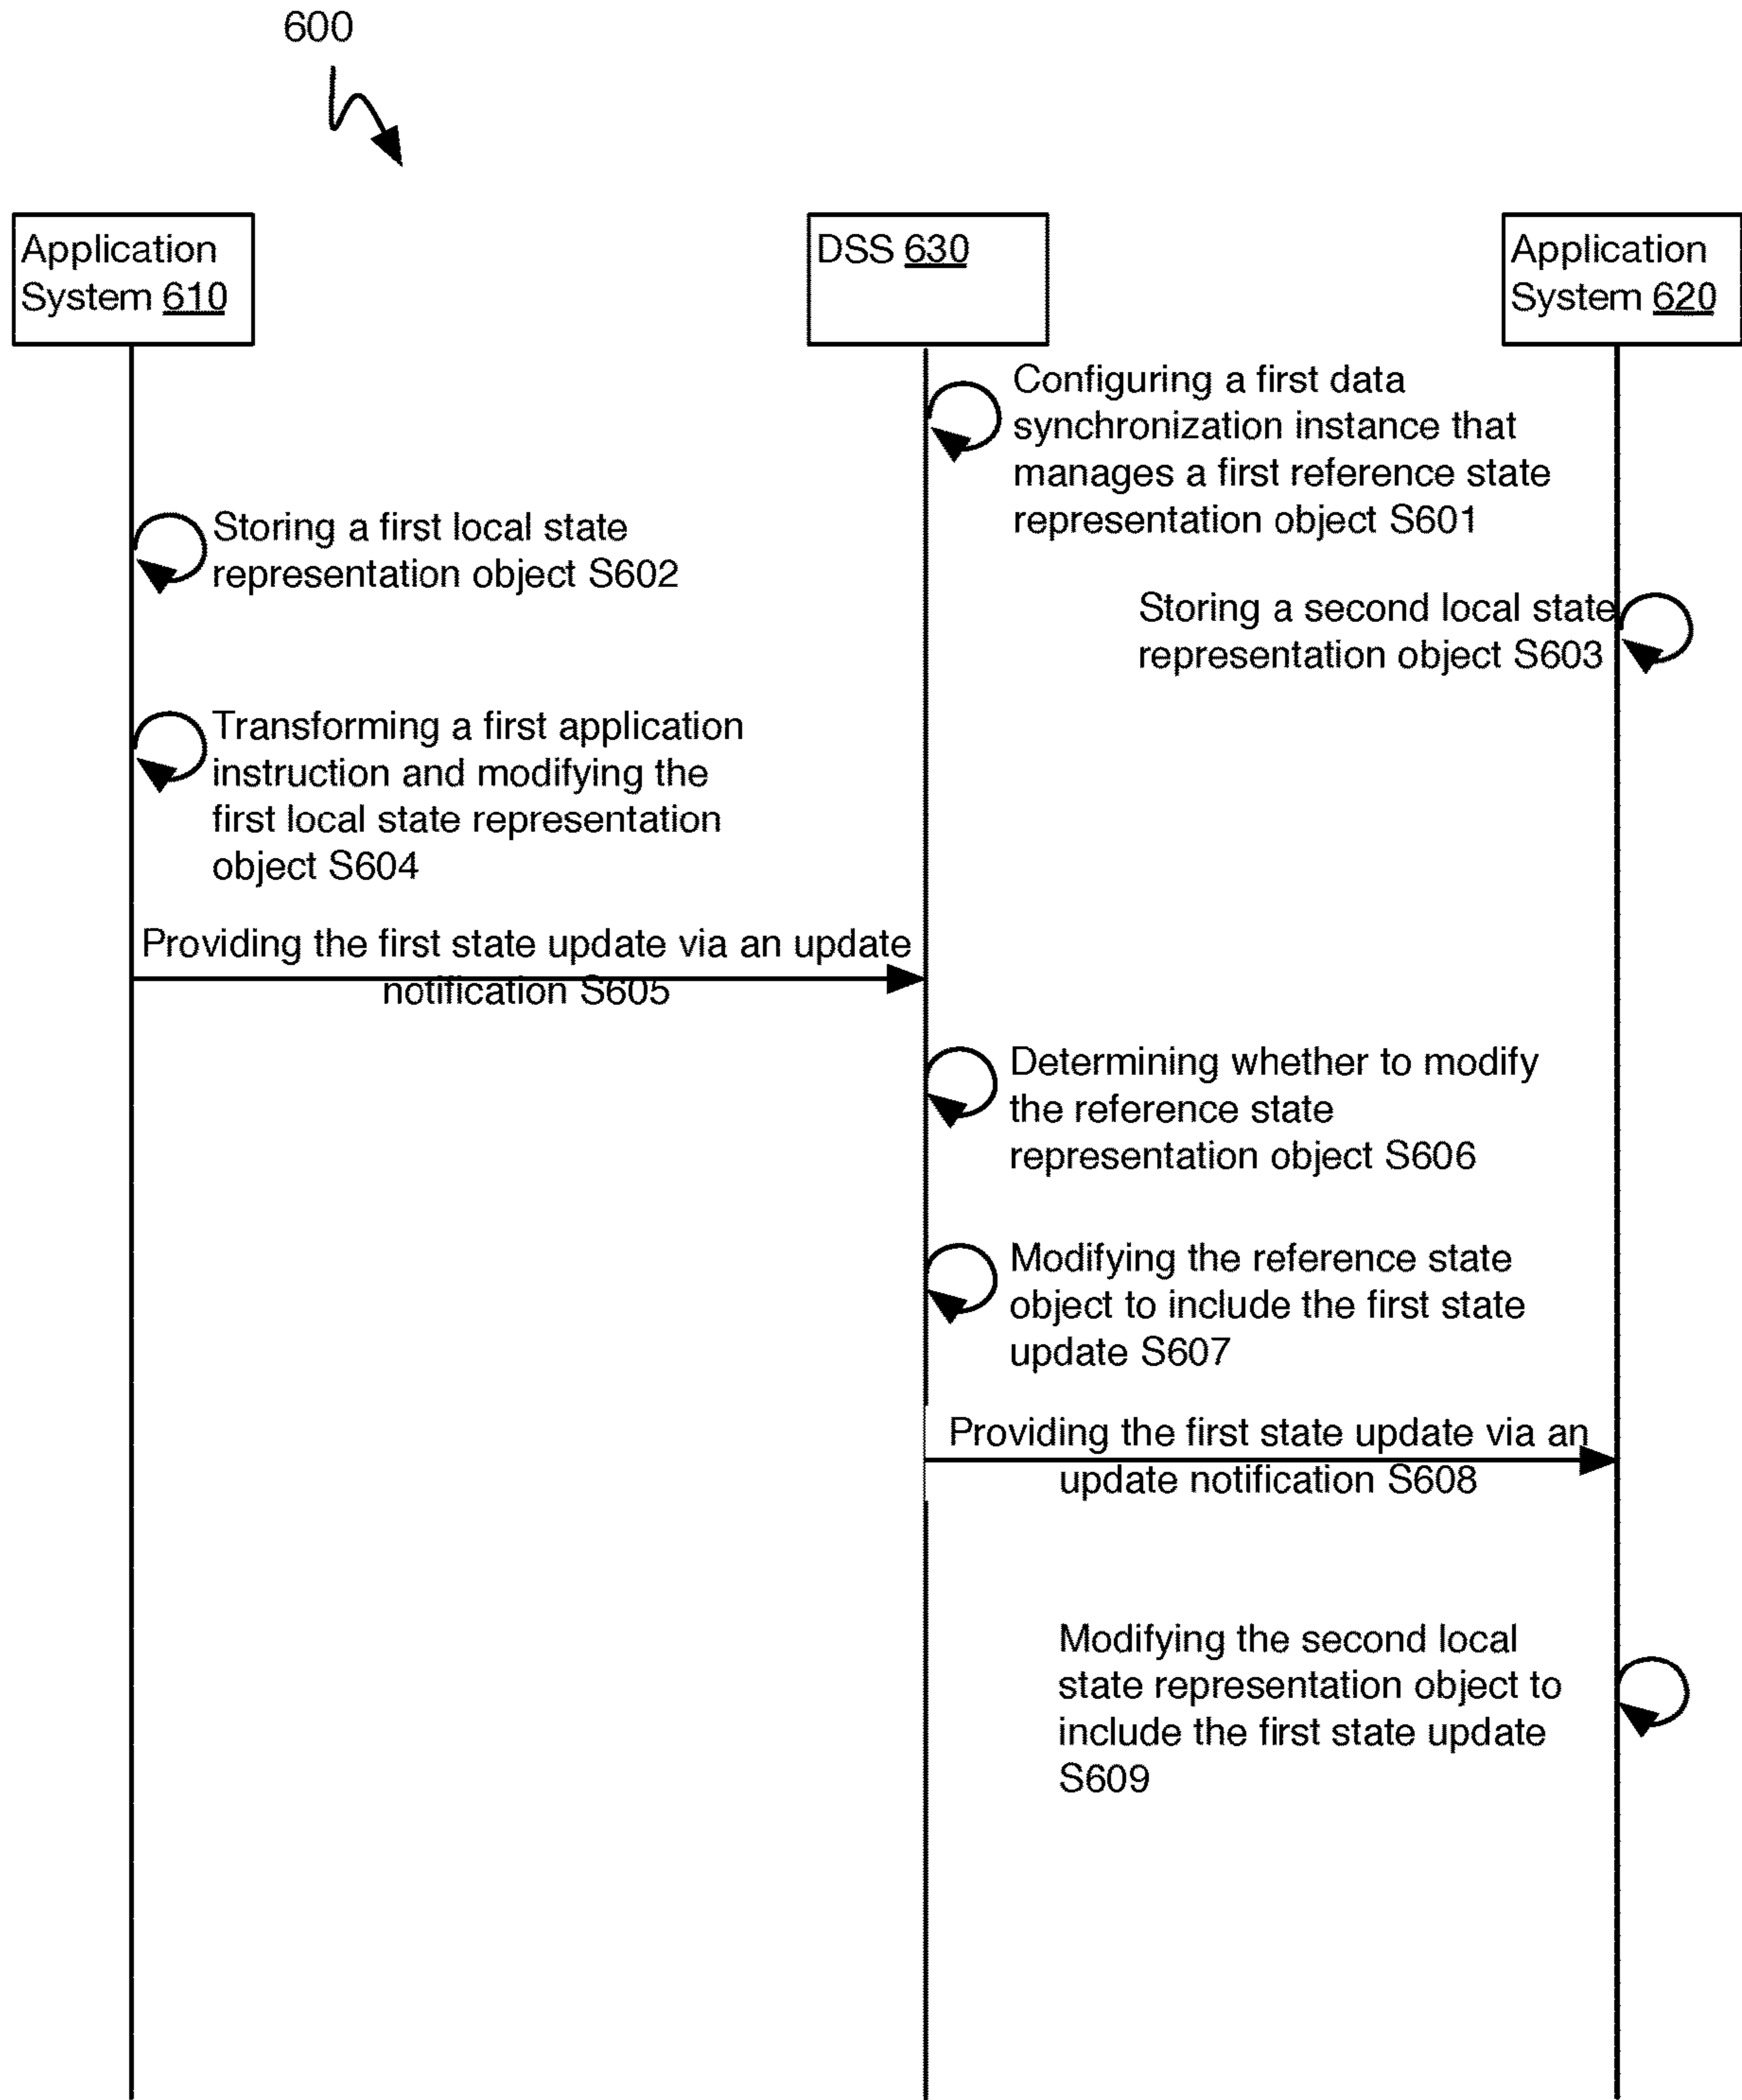 600
Application
System 610
DSS 630
Application
System 620
Configuring a first data
synchronization instance that
manages a first reference state
representation object S601
Storing a first local state
representation object S602
Storing a second local state
representation object S603
Transforming a first application
instruction and modifying the
first local state representation
object S604
Providing the first state update via an update
notification S605
Determining whether to modify
the reference state
representation object S606
Modifying the reference state
object to include the first state
update S607
Providing the first state update via an
update notification S608
Modifying the second local
state representation object to
include the first state update
S609